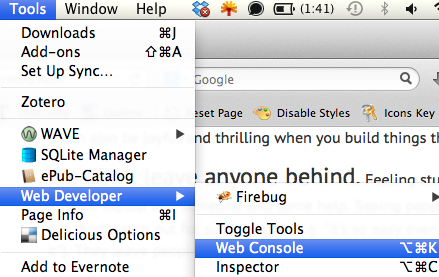 Tools Window Help (1:41)
Downloads ⌘J
Add-ons ⇧⌘A
Set Up Sync...
Google
Zotero
eset Page Disable Styles Icons Key
WAVE
nd thrilling when you build things th
SQLite Manager
ePub-Catalog
leave anyone behind. Feeling stu
Web Developer
Firebug
Page Info ⌘I
Toggle Tools
Delicious Options
Web Console ⌥⌘K
Add to Evernote
Inspector ⌥⌘C